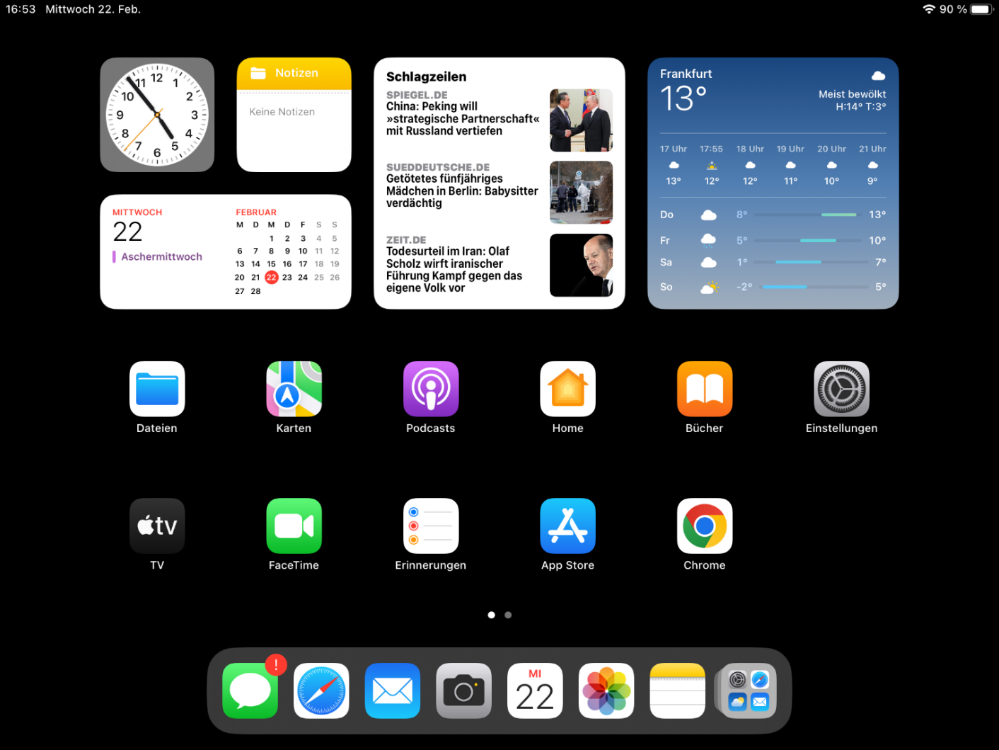 16:53 Mittwoch 22. Feb.
90 %
12
1
2
3
4
5
6
7
8
9
10
11
Notizen
Keine Notizen
MITTWOCH
22
Aschermittwoch
FEBRUAR
M D M D F S S
1 2 3 4 5
6 7 8 9 10 11 12
13 14 15 16 17 18 19
20 21 22 23 24 25 26
27 28
Schlagzeilen
SPIEGEL.DE
China: Peking will
»strategische Partnerschaft«
mit Russland vertiefen
SUEDDEUTSCHE.DE
Getötetes fünfjähriges
Mädchen in Berlin: Babysitter
verdächtig
ZEIT.DE
Todesurteil im Iran: Olaf
Scholz wirft iranischer
Führung Kampf gegen das
eigene Volk vor
Frankfurt
13°
Meist bewölkt
H:14° T:3°
17 Uhr 17:55 18 Uhr 19 Uhr 20 Uhr 21 Uhr
13° 12° 12° 11° 10° 9°
Do 8° 13°
Fr 5° 10°
Sa 1° 7°
So -2° 5°
Dateien
Karten
Podcasts
Home
Bücher
Einstellungen
tv
TV
FaceTime
Erinnerungen
App Store
Chrome
!
MI
22